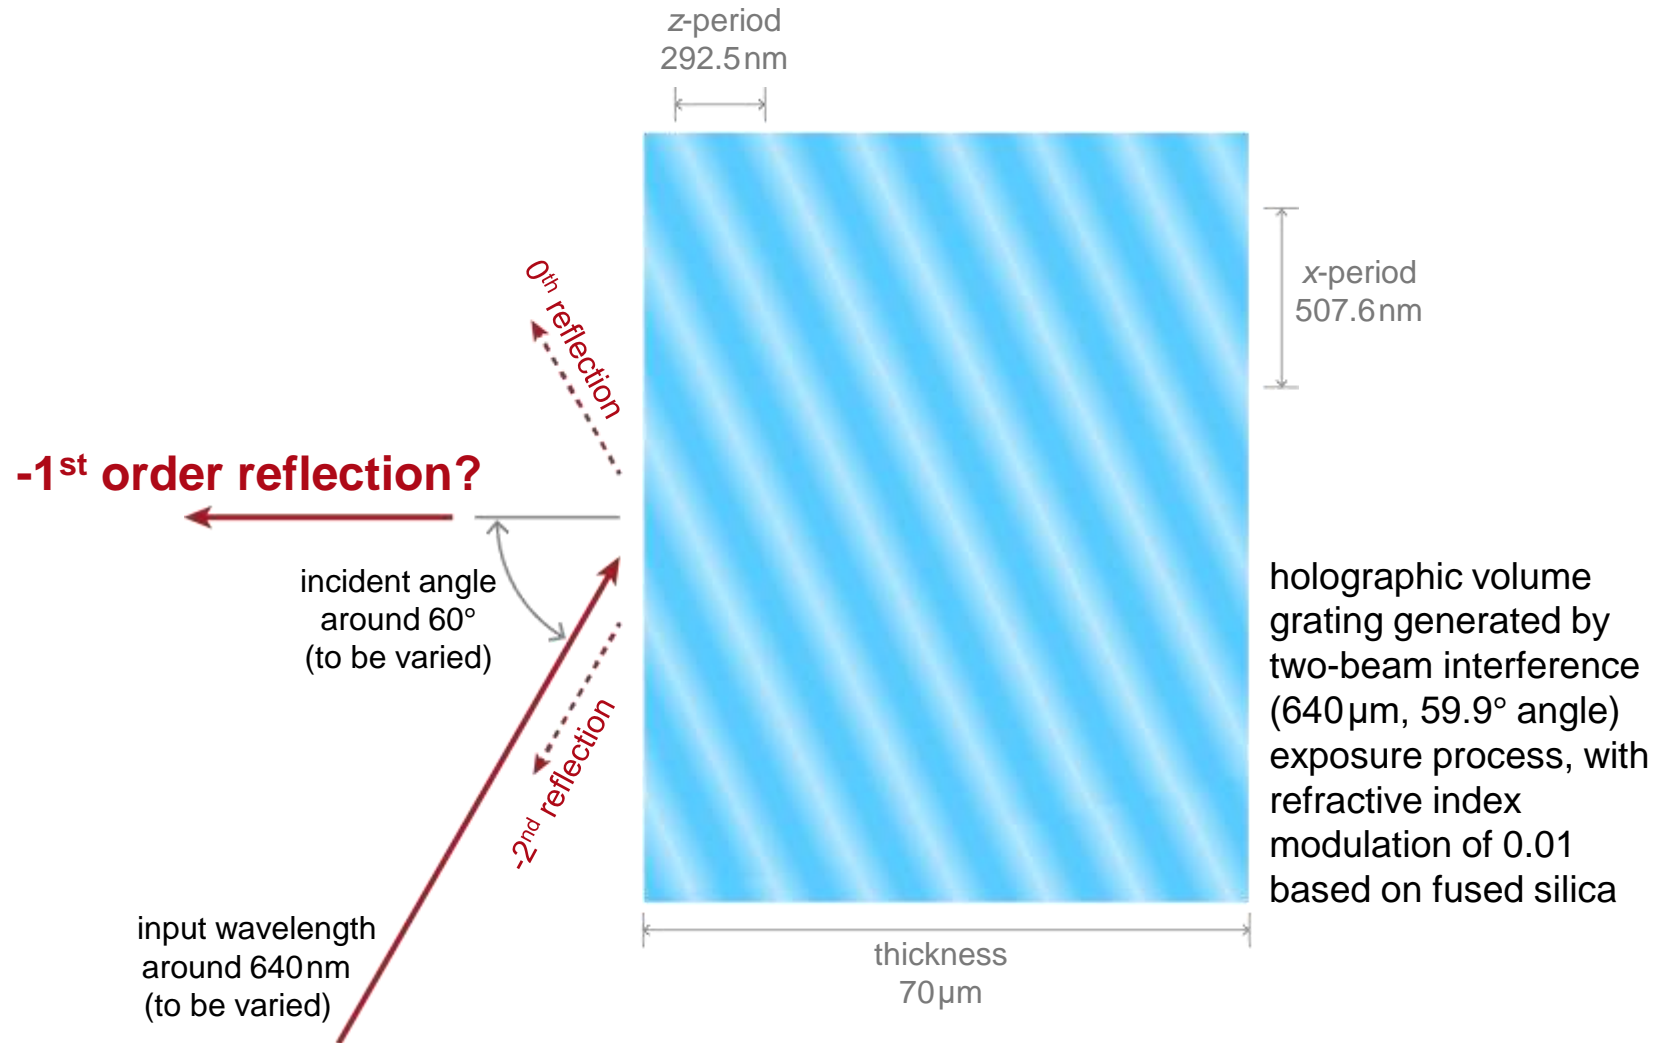 z-period
292.5 nm
0th reflection
x-period
507.6 nm
-1st order reflection?
incident angle
around 60°
(to be varied)
-2nd reflection
holographic volume
grating generated by
two-beam interference
(640 µm, 59.9° angle)
exposure process, with
refractive index
modulation of 0.01
based on fused silica
input wavelength
around 640 nm
(to be varied)
thickness
70 µm